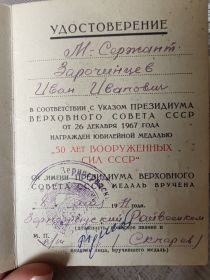 УДОСТОВЕРЕНИЕ
М-Сержант
Зарочинцев
Иван Иванович
В СООТВЕТСТВИИ С УКАЗОМ ПРЕЗИДИУМА
ВЕРХОВНОГО СОВЕТА СССР
ОТ 26 ДЕКАБРЯ 1967 ГОДА
НАГРАЖДЕН ЮБИЛЕЙНОЙ МЕДАЛЬЮ
"50 ЛЕТ ВООРУЖЕННЫХ
СИЛ СССР"
ОТ ИМЕНИ ПРЕЗИДИУМА ВЕРХОВНОГО
СОВЕТА СССР МЕДАЛЬ ВРУЧЕНА
Райвоенком
М. П.